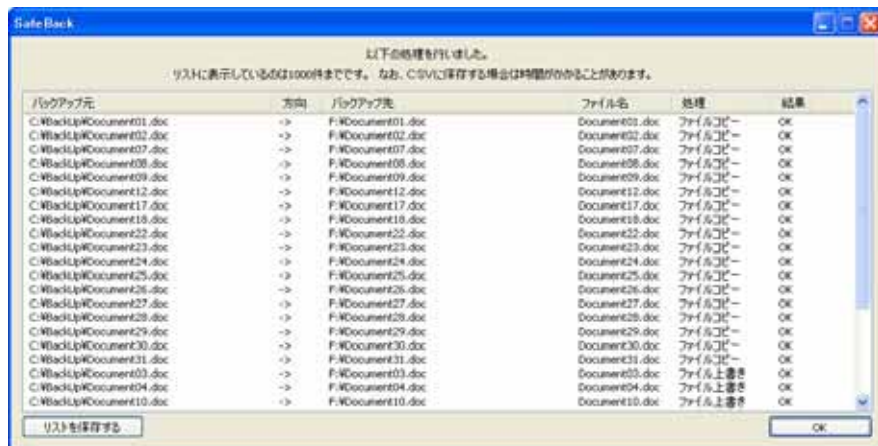 SafeBack
以下の処理を行いました。
リストに表示しているのは1000件までです。 なお、CSVに保存する場合は時間がかかることがあります。
バックアップ元 方向 バックアップ先 ファイル名 処理 結果
C:¥BackUp¥Document01.doc -> F:¥Document01.doc Document01.doc ファイルコピー OK
C:¥BackUp¥Document02.doc -> F:¥Document02.doc Document02.doc ファイルコピー OK
C:¥BackUp¥Document07.doc -> F:¥Document07.doc Document07.doc ファイルコピー OK
C:¥BackUp¥Document08.doc -> F:¥Document08.doc Document08.doc ファイルコピー OK
C:¥BackUp¥Document09.doc -> F:¥Document09.doc Document09.doc ファイルコピー OK
C:¥BackUp¥Document12.doc -> F:¥Document12.doc Document12.doc ファイルコピー OK
C:¥BackUp¥Document17.doc -> F:¥Document17.doc Document17.doc ファイルコピー OK
C:¥BackUp¥Document18.doc -> F:¥Document18.doc Document18.doc ファイルコピー OK
C:¥BackUp¥Document22.doc -> F:¥Document22.doc Document22.doc ファイルコピー OK
C:¥BackUp¥Document23.doc -> F:¥Document23.doc Document23.doc ファイルコピー OK
C:¥BackUp¥Document24.doc -> F:¥Document24.doc Document24.doc ファイルコピー OK
C:¥BackUp¥Document25.doc -> F:¥Document25.doc Document25.doc ファイルコピー OK
C:¥BackUp¥Document26.doc -> F:¥Document26.doc Document26.doc ファイルコピー OK
C:¥BackUp¥Document27.doc -> F:¥Document27.doc Document27.doc ファイルコピー OK
C:¥BackUp¥Document28.doc -> F:¥Document28.doc Document28.doc ファイルコピー OK
C:¥BackUp¥Document29.doc -> F:¥Document29.doc Document29.doc ファイルコピー OK
C:¥BackUp¥Document30.doc -> F:¥Document30.doc Document30.doc ファイルコピー OK
C:¥BackUp¥Document31.doc -> F:¥Document31.doc Document31.doc ファイルコピー OK
C:¥BackUp¥Document03.doc -> F:¥Document03.doc Document03.doc ファイル上書き OK
C:¥BackUp¥Document04.doc -> F:¥Document04.doc Document04.doc ファイル上書き OK
C:¥BackUp¥Document10.doc -> F:¥Document10.doc Document10.doc ファイル上書き OK
リストを保存する OK